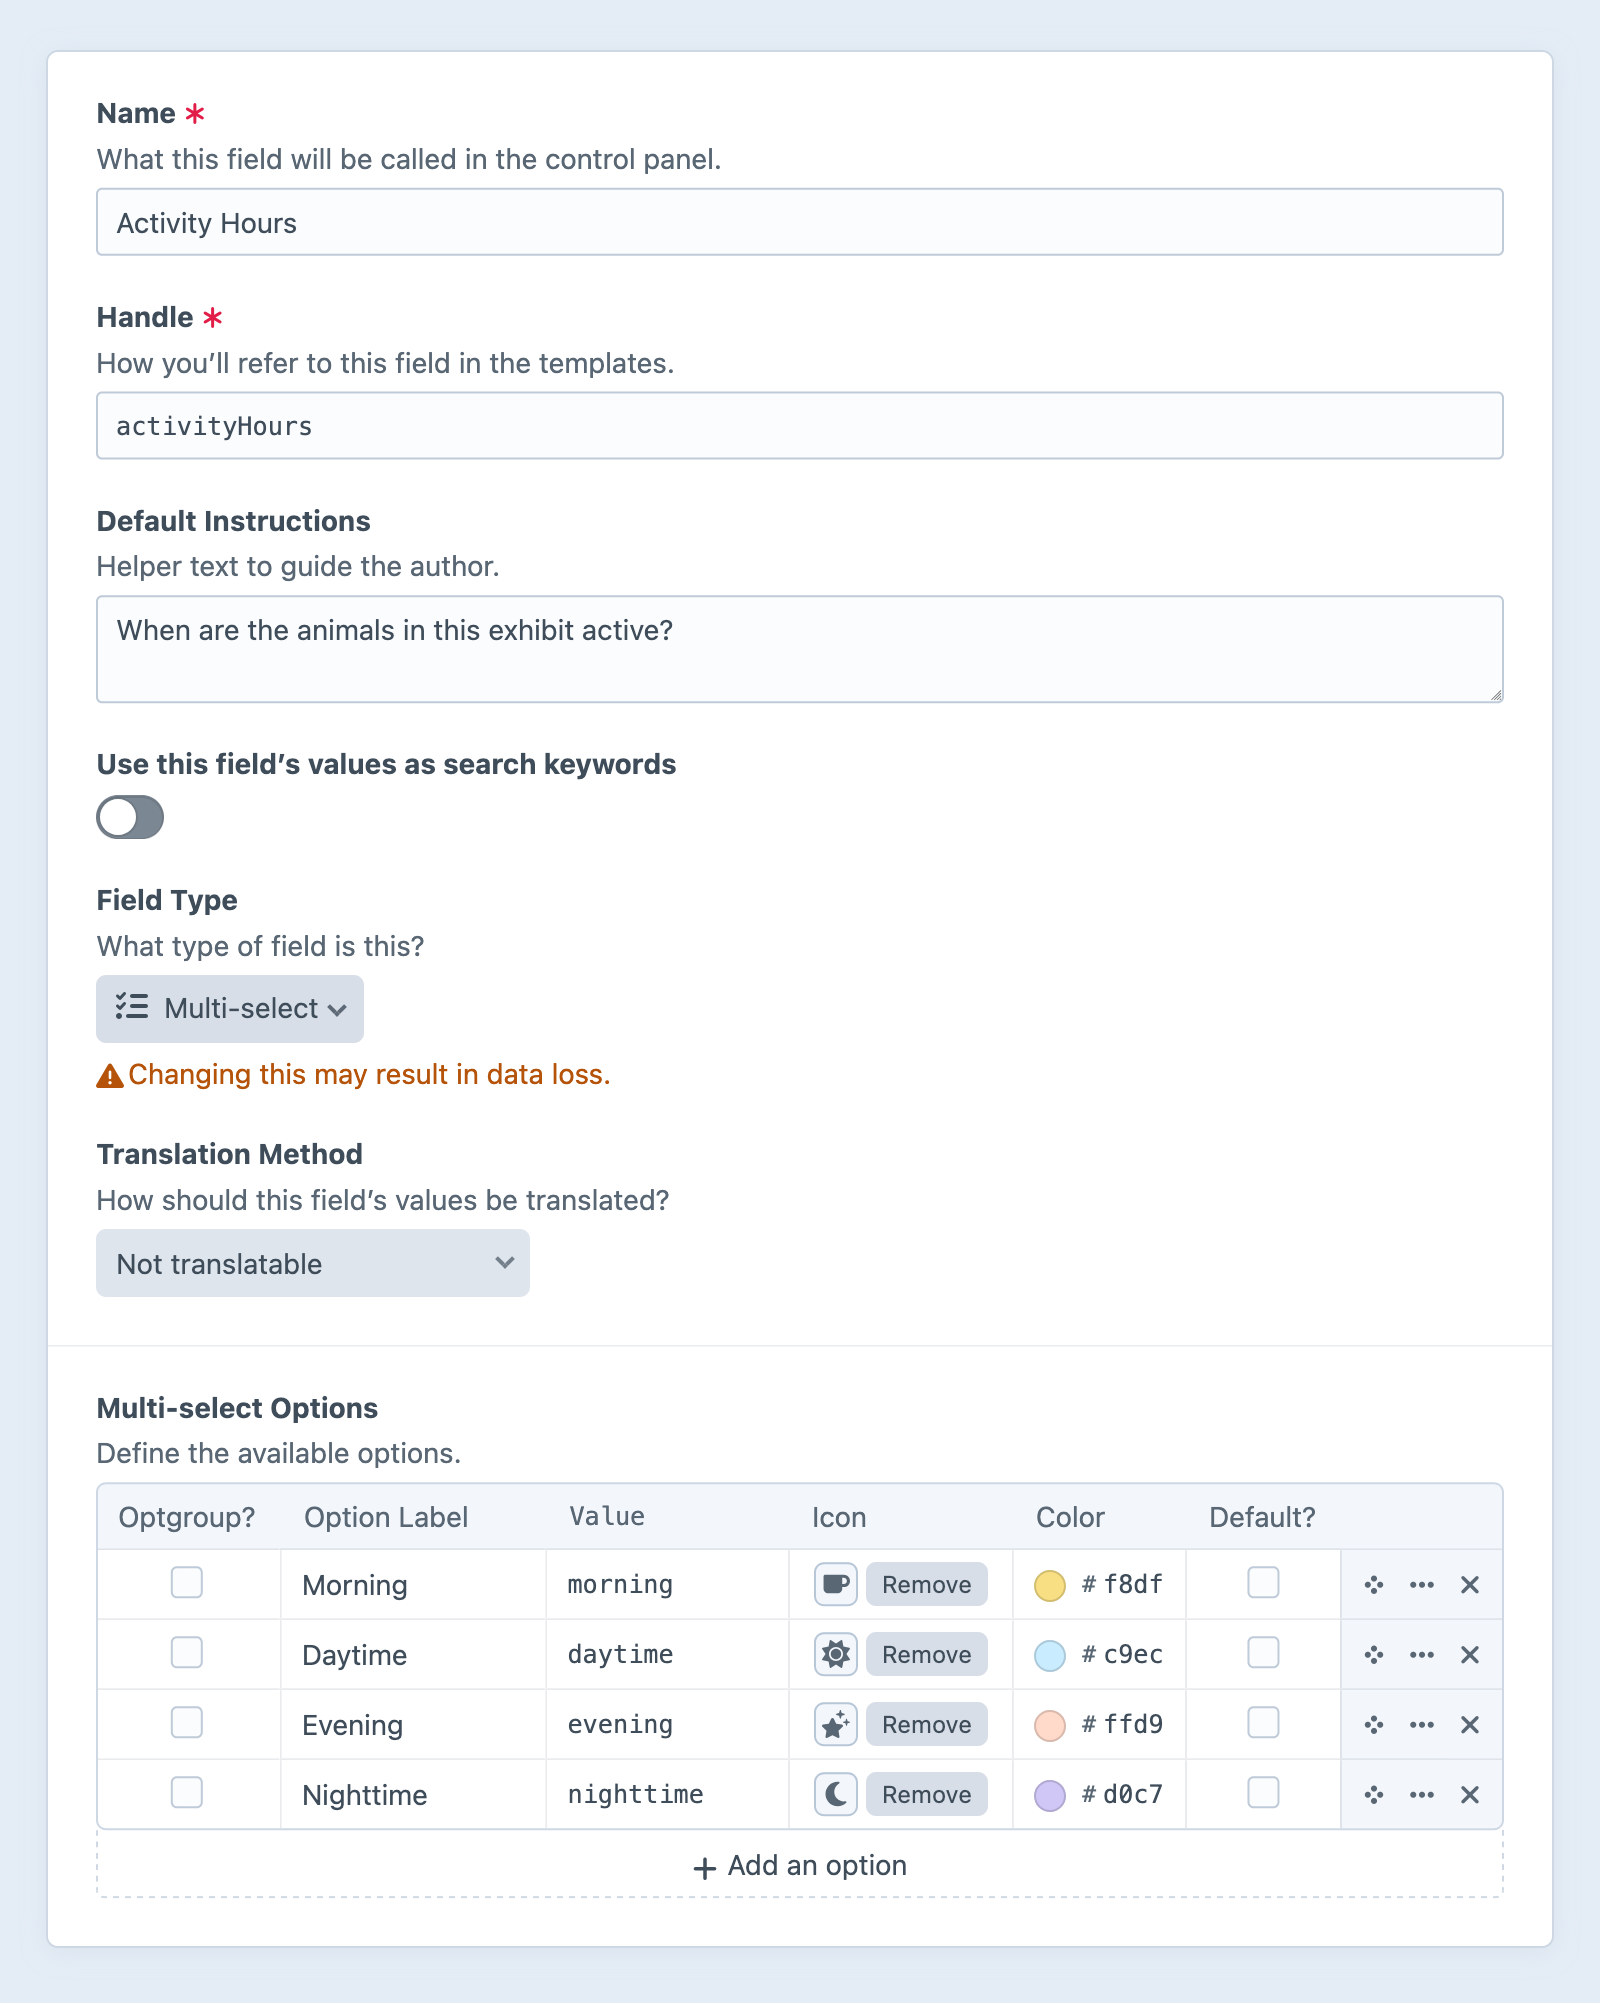 Name *
What this field will be called in the control panel.
Activity Hours
Handle *
How you’ll refer to this field in the templates.
activityHours
Default Instructions
Helper text to guide the author.
When are the animals in this exhibit active?
Use this field’s values as search keywords
Field Type
What type of field is this?
Multi-select
Changing this may result in data loss.
Translation Method
How should this field’s values be translated?
Not translatable
Multi-select Options
Define the available options.
Optgroup? Option Label Value Icon Color Default?
Morning morning Remove # f8df
Daytime daytime Remove # c9ec
Evening evening Remove # ffd9
Nighttime nighttime Remove # d0c7
+ Add an option